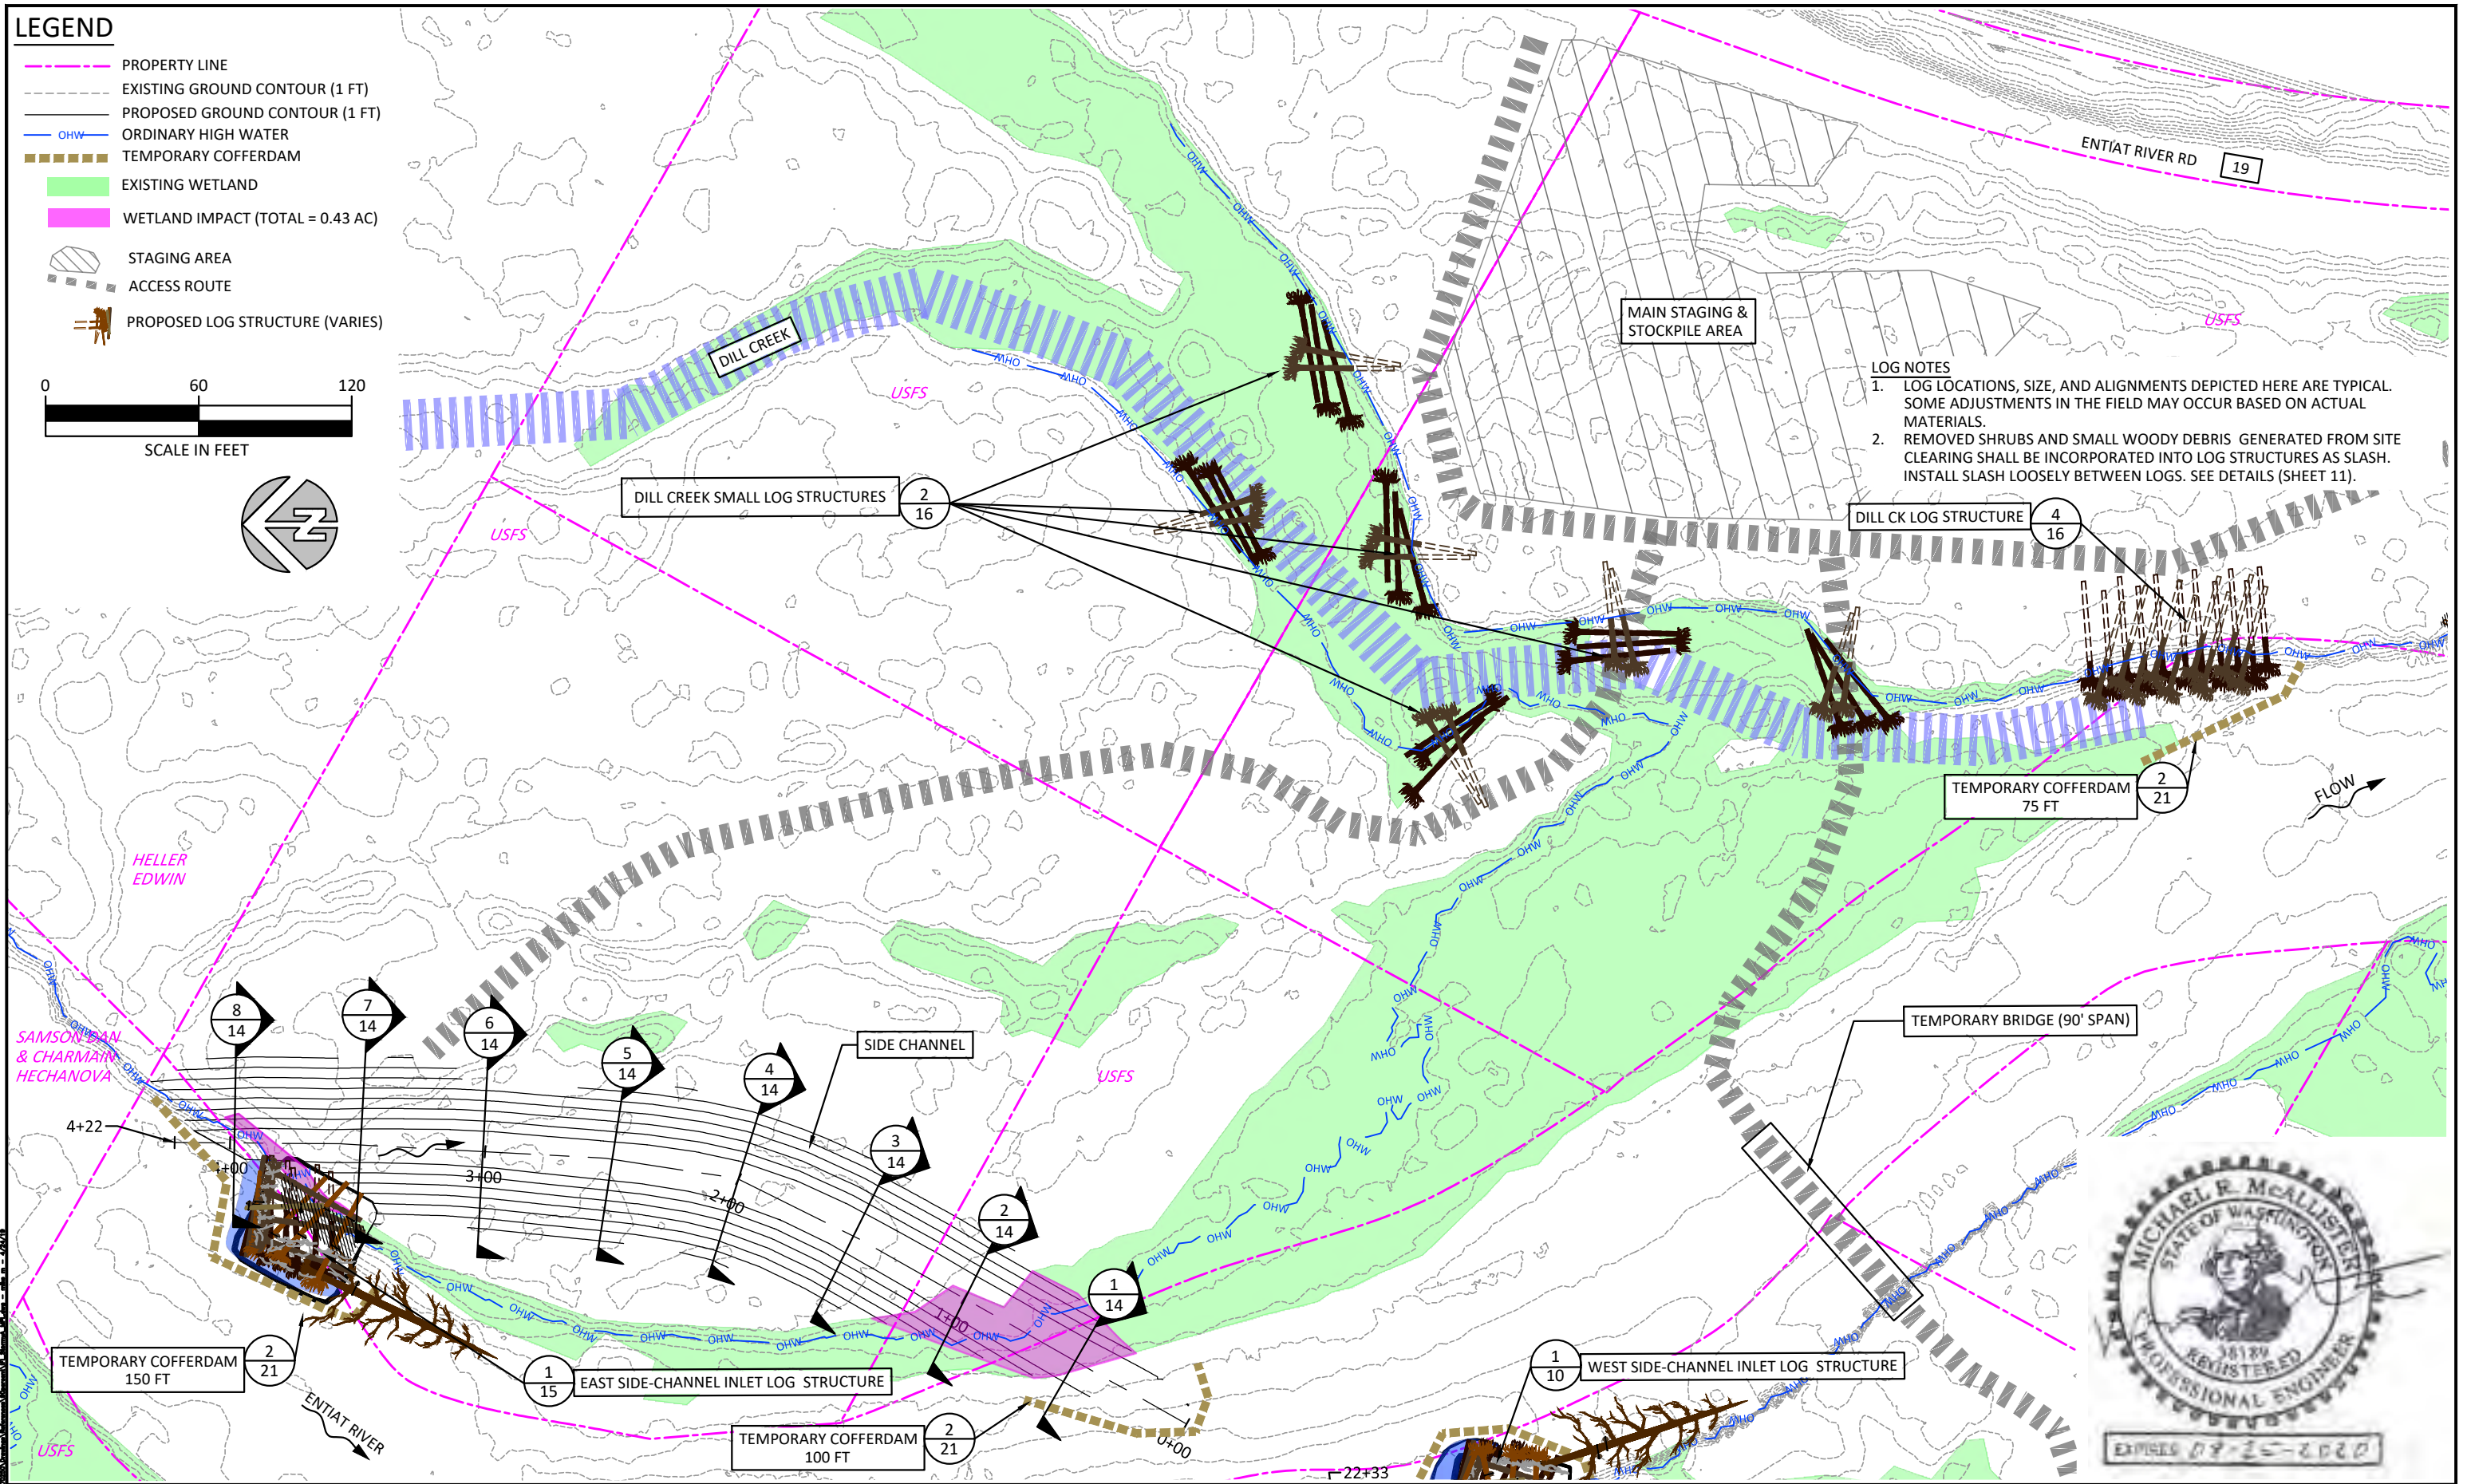 LEGEND
PROPERTY LINE
EXISTING GROUND CONTOUR (1 FT)
PROPOSED GROUND CONTOUR (1 FT)
OHW
ORDINARY HIGH WATER
TEMPORARY COFFERDAM
EXISTING WETLAND
WETLAND IMPACT (TOTAL = 0.43 AC)
STAGING AREA
ACCESS ROUTE
PROPOSED LOG STRUCTURE (VARIES)
0 60 120
SCALE IN FEET
Z
ENTIAT RIVER RD 19
MAIN STAGING &
STOCKPILE AREA
USFS
DILL CREEK
USFS
LOG NOTES
1. LOG LOCATIONS, SIZE, AND ALIGNMENTS DEPICTED HERE ARE TYPICAL.
SOME ADJUSTMENTS IN THE FIELD MAY OCCUR BASED ON ACTUAL
MATERIALS.
2. REMOVED SHRUBS AND SMALL WOODY DEBRIS GENERATED FROM SITE
CLEARING SHALL BE INCORPORATED INTO LOG STRUCTURES AS SLASH.
INSTALL SLASH LOOSELY BETWEEN LOGS. SEE DETAILS (SHEET 11).
DILL CREEK SMALL LOG STRUCTURES
2
16
USFS
DILL CK LOG STRUCTURE
4
16
TEMPORARY COFFERDAM
75 FT
2
21
FLOW
HELLER
EDWIN
SAMSON DAN
& CHARMAIN
HECHANOVA
8
14
7
14
6
14
5
14
4
14
3
14
2
14
1
14
SIDE CHANNEL
USFS
TEMPORARY BRIDGE (90' SPAN)
4+22
3+00
2+00
1+00
0+00
TEMPORARY COFFERDAM
150 FT
2
21
ENTIAT RIVER
USFS
1
15
EAST SIDE-CHANNEL INLET LOG STRUCTURE
TEMPORARY COFFERDAM
100 FT
2
21
1
10
WEST SIDE-CHANNEL INLET LOG STRUCTURE
22+33
MICHAEL R. McALLISTER
STATE OF WASHINGTON
38189
REGISTERED
PROFESSIONAL ENGINEER
EXPIRES 08-25-2020